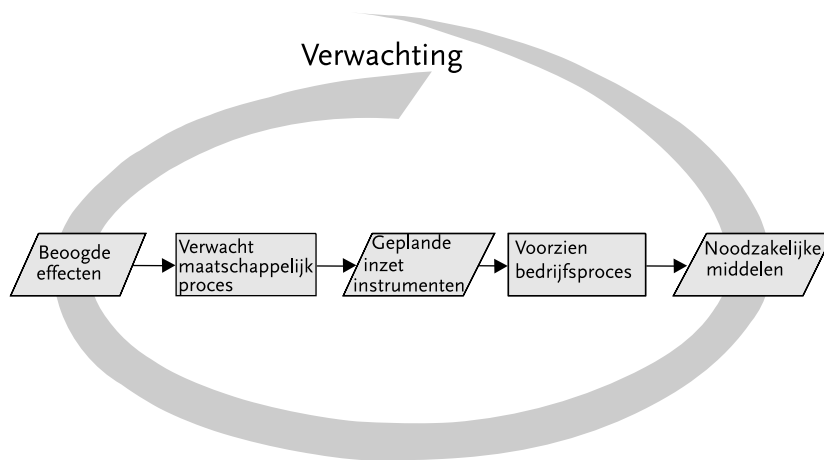 Verwachting
Beoogde
effecten
Verwacht
maatschappelijk
proces
Geplande
inzet
instrumenten
Voorzien
bedrijfsproces
Noodzakelijke
middelen